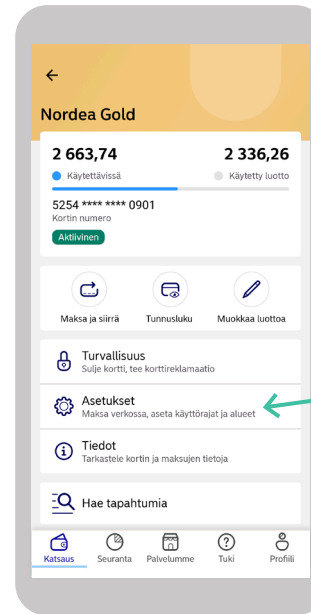 Nordea Gold
2 663,74 2 336,26
Käytettävissä Käytetty luotto
5254 **** **** 0901
Kortin numero
Aktiivinen
Maksa ja siirrä Tunnusluku Muokkaa luottoa
Turvallisuus
Sulje kortti, tee korttireklamaatio
Asetukset
Maksa verkossa, aseta käyttörajat ja alueet
Tiedot
Tarkastele kortin ja maksujen tietoja
Hae tapahtumia
Katsaus Seuranta Palvelumme Tuki Profiili